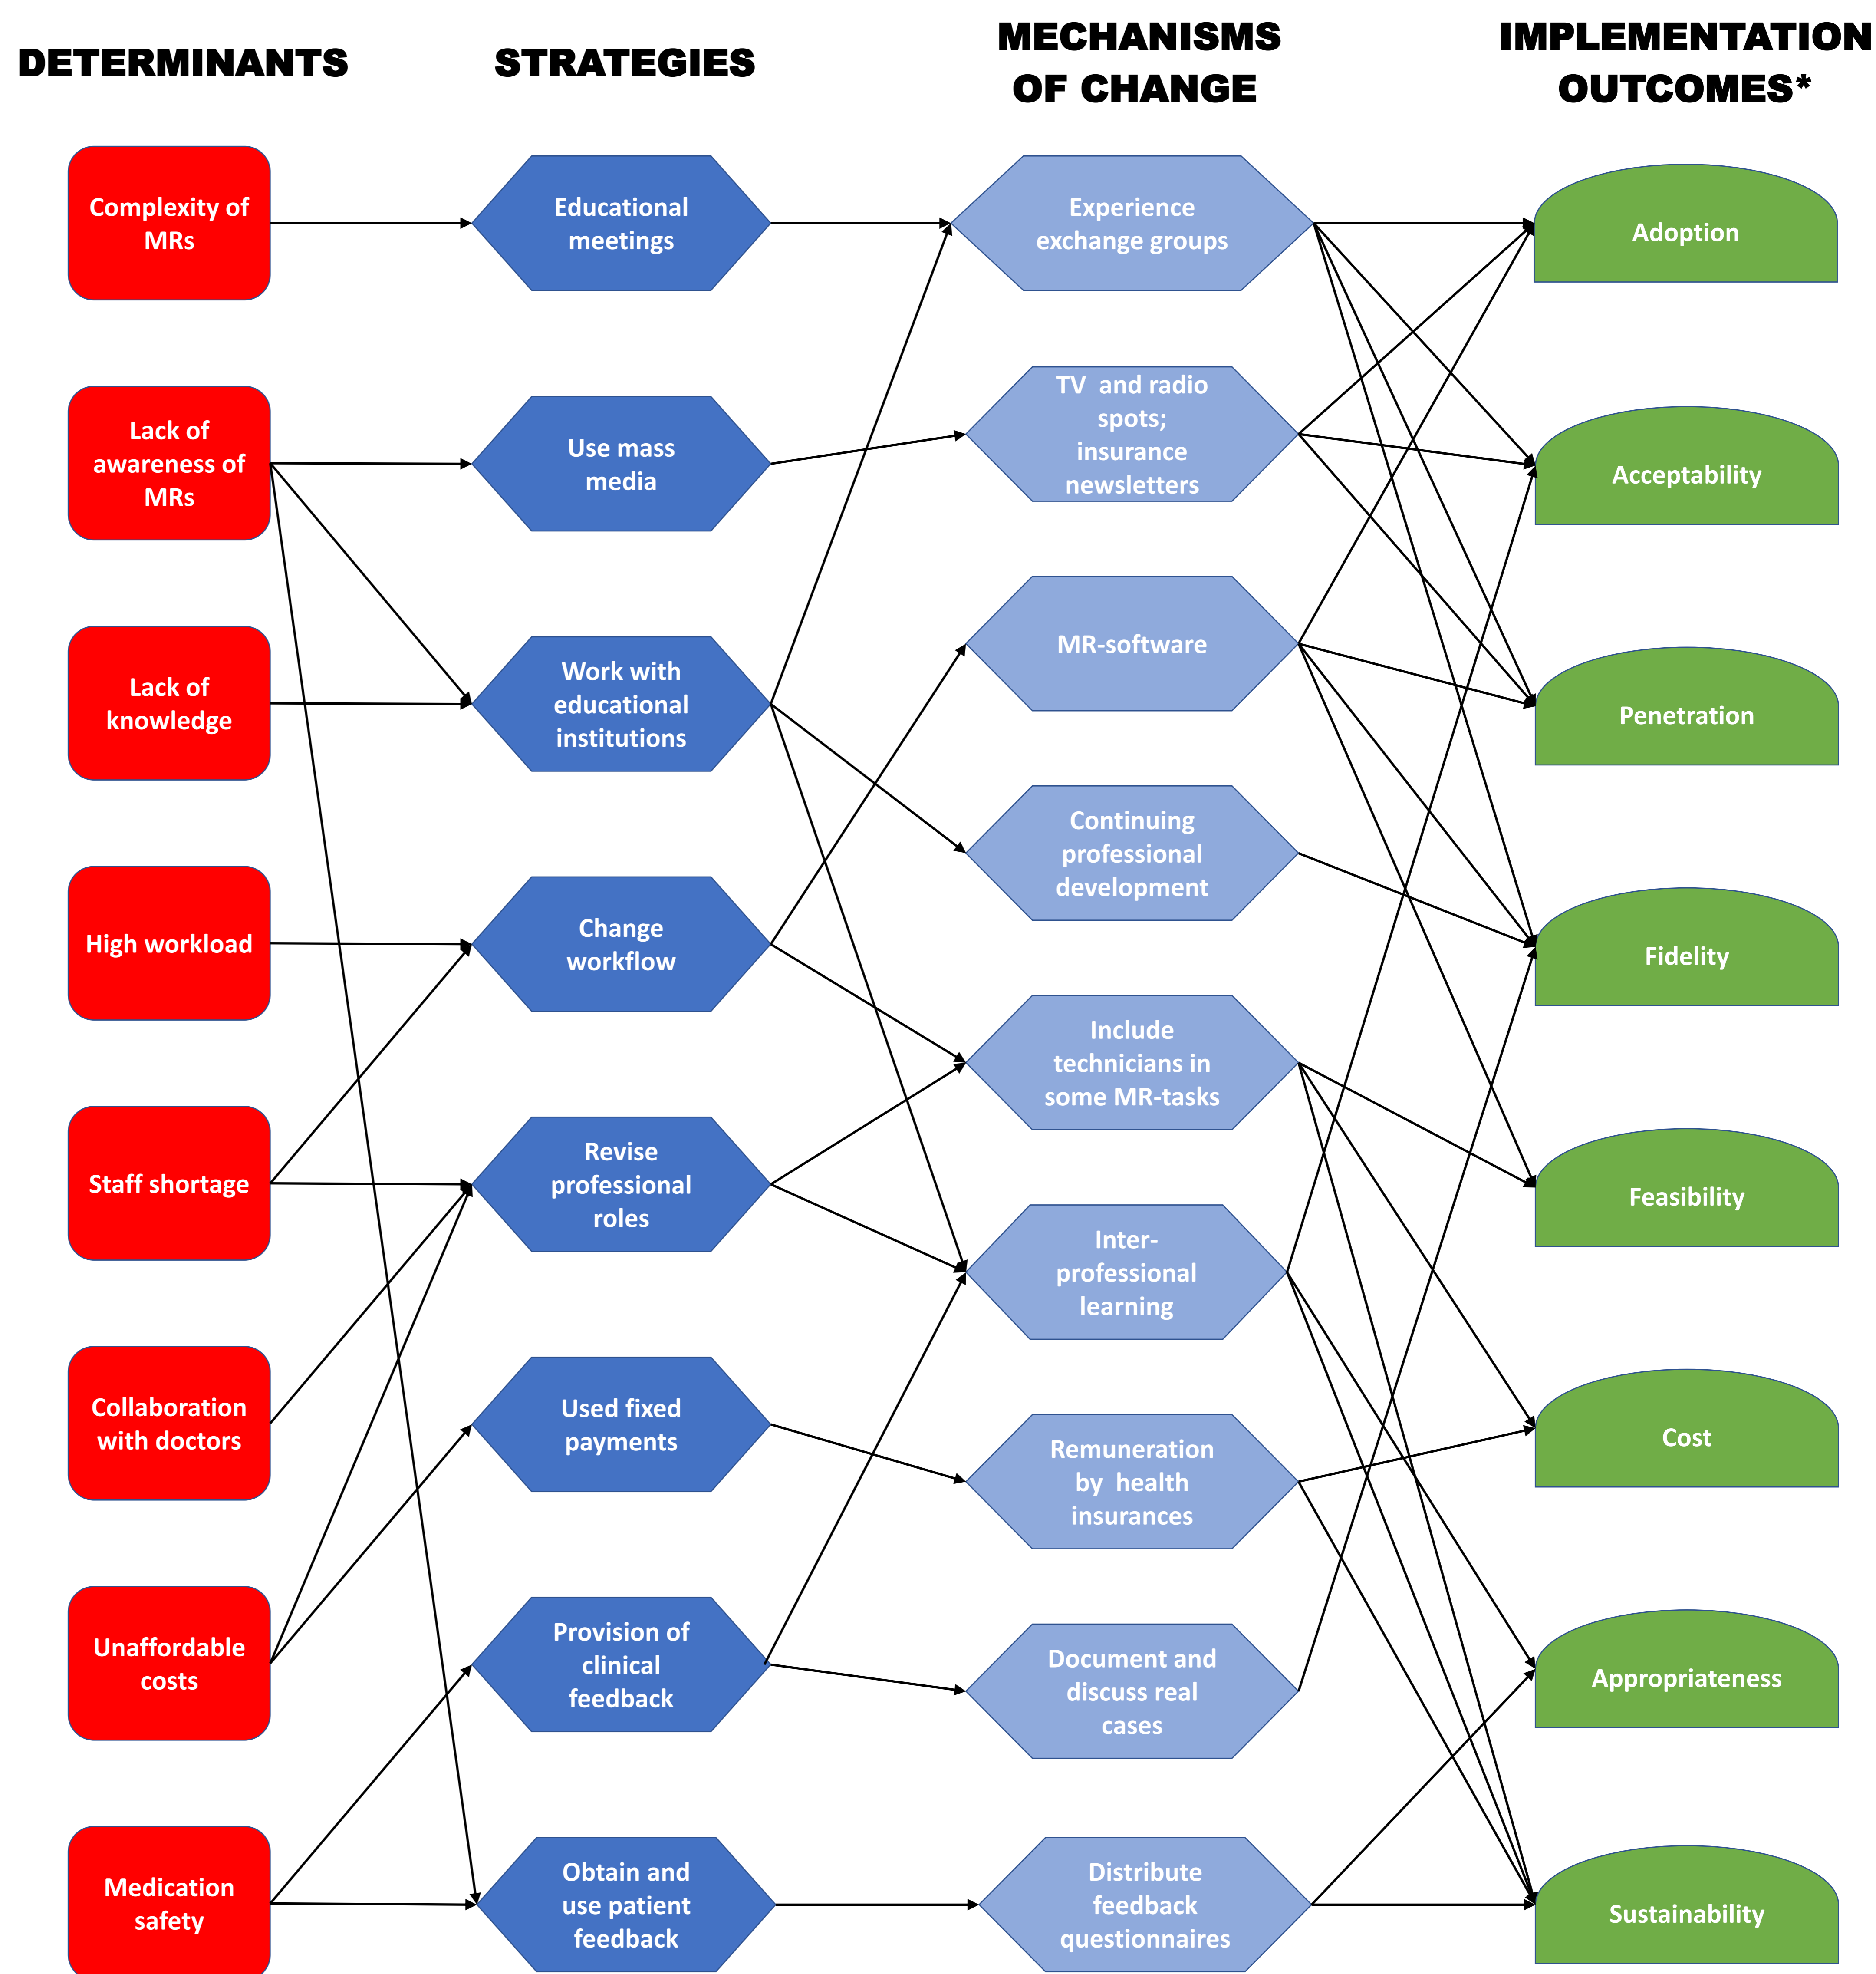 DETERMINANTS
STRATEGIES
MECHANISMS
OF CHANGE
IMPLEMENTATION
OUTCOMES*
Complexity of
MRs
Lack of
awareness of
MRs
Lack of
knowledge
High workload
Staff shortage
Collaboration
with doctors
Unaffordable
costs
Medication
safety
Educational
meetings
Use mass
media
Work with
educational
institutions
Change
workflow
Revise
professional
roles
Used fixed
payments
Provision of
clinical
feedback
Obtain and
use patient
feedback
Experience
exchange groups
TV and radio
spots;
insurance
newsletters
MR-software
Continuing
professional
development
Include
technicians in
some MR-tasks
Inter-
professional
learning
Remuneration
by health
insurances
Document and
discuss real
cases
Distribute
feedback
questionnaires
Adoption
Acceptability
Penetration
Fidelity
Feasibility
Cost
Appropriateness
Sustainability